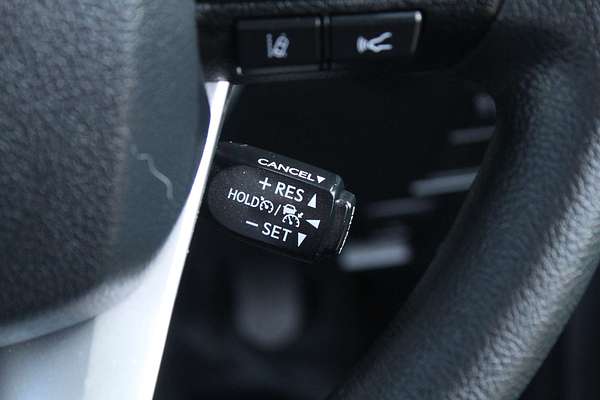 CANCEL▼
+ RES ▲
HOLD /
− SET ▼